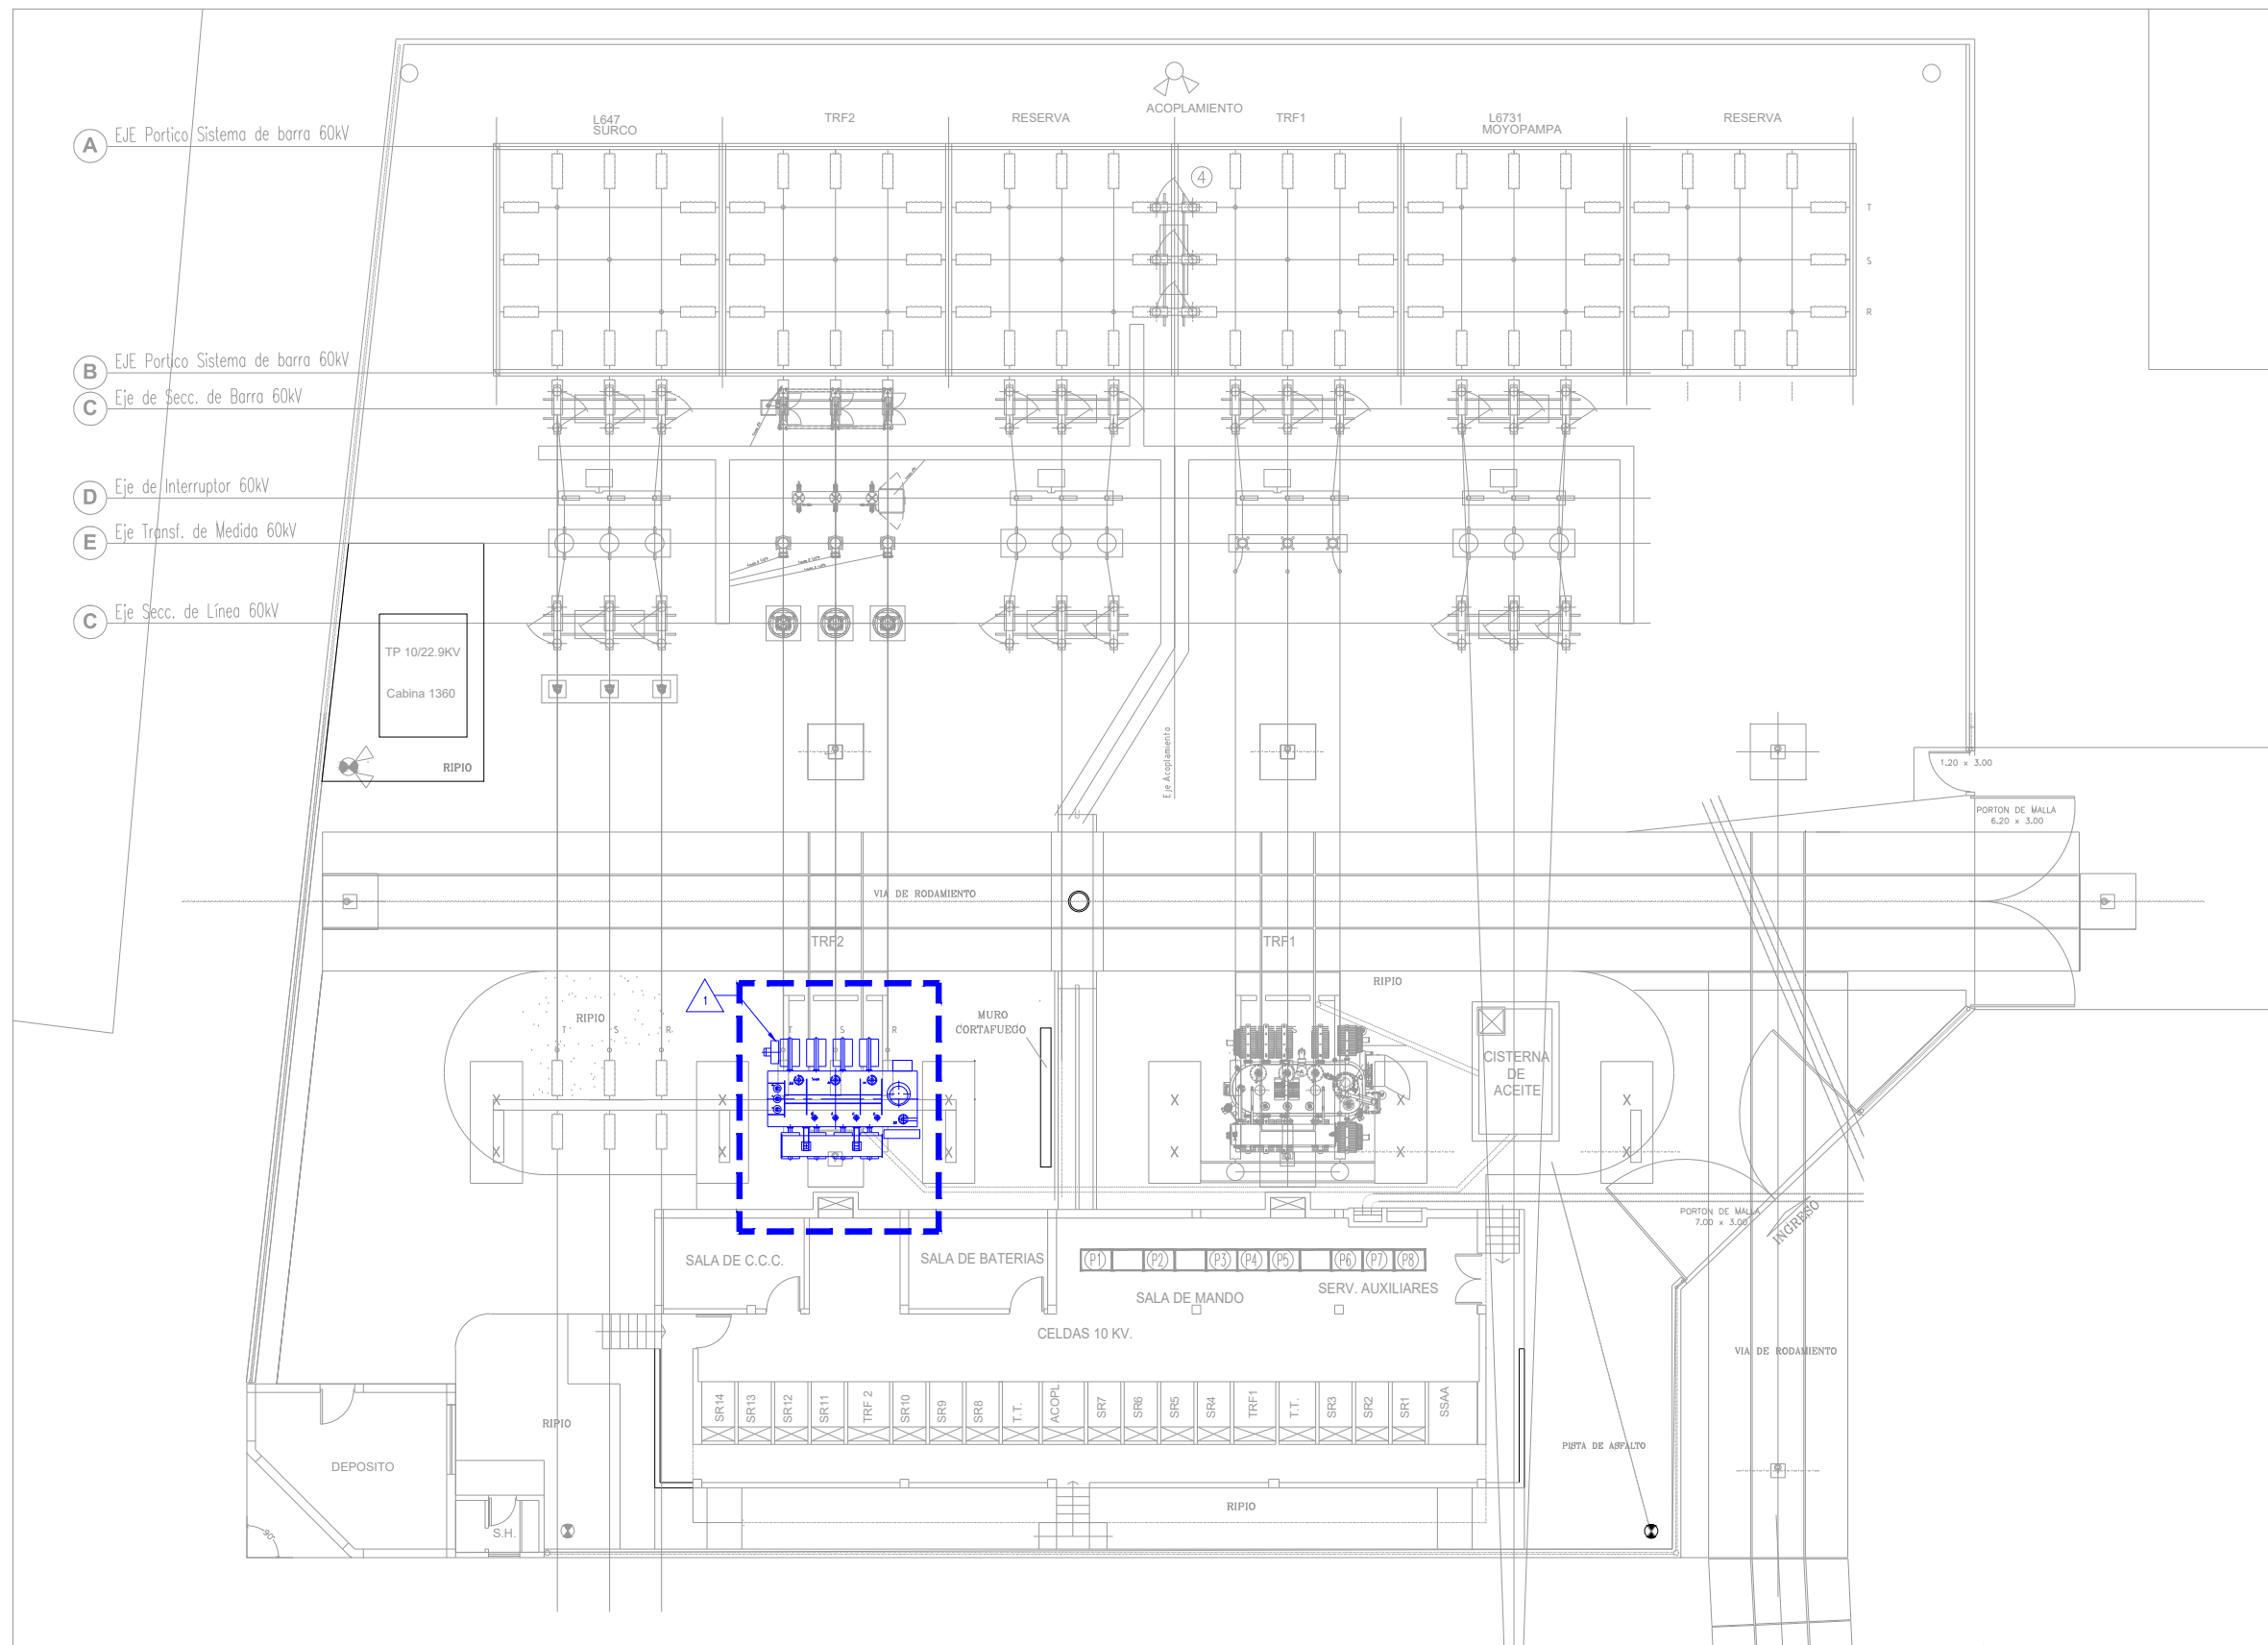 ACOPLAMIENTO
L647
SURCO
TRF2
RESERVA
TRF1
L6731
MOYOPAMPA
RESERVA
A EJE Portico Sistema de barra 60kV
4
T
S
R
B EJE Portico Sistema de barra 60kV
C Eje de Secc. de Barra 60kV
D Eje de Interruptor 60kV
E Eje Transf. de Medida 60kV
C Eje Secc. de Línea 60kV
TP 10/22.9KV
Cabina 1360
RIPIO
Eje Acoplamiento
1.20 x 3.00
PORTON DE MALLA
6.20 x 3.00
VIA DE RODAMIENTO
TRF2
TRF1
RIPIO
1
RIPIO
T S R
T S R
MURO
CORTAFUEGO
S
CISTERNA
DE
ACEITE
X X X X X X
X X X X X X
PORTON DE MALLA
7.00 x 3.00
INGRESO
SALA DE C.C.C.
SALA DE BATERIAS
P1 P2 P3 P4 P5 P6 P7 P8
SERV. AUXILIARES
SALA DE MANDO
CELDAS 10 KV.
VIA DE RODAMIENTO
SR14 SR13 SR12 SR11 TRF 2 SR10 SR9 SR8 T.T. ACOPL. SR7 SR6 SR5 SR4 TRF1 T.T. SR3 SR2 SR1 SSAA
RIPIO
PISTA DE ASFALTO
DEPOSITO
RIPIO
S.H.
90°